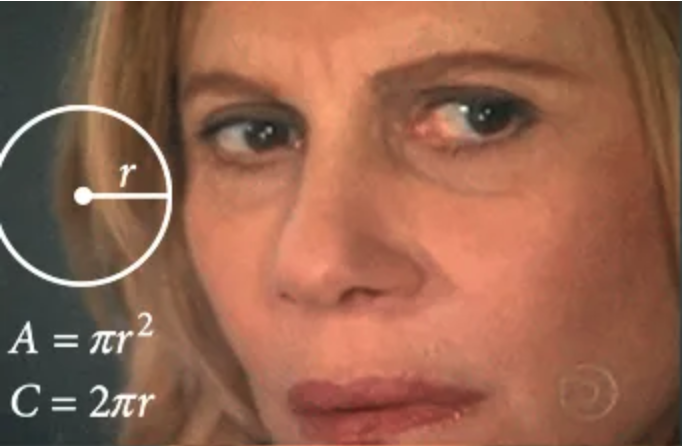 r
A = πr²
C = 2πr